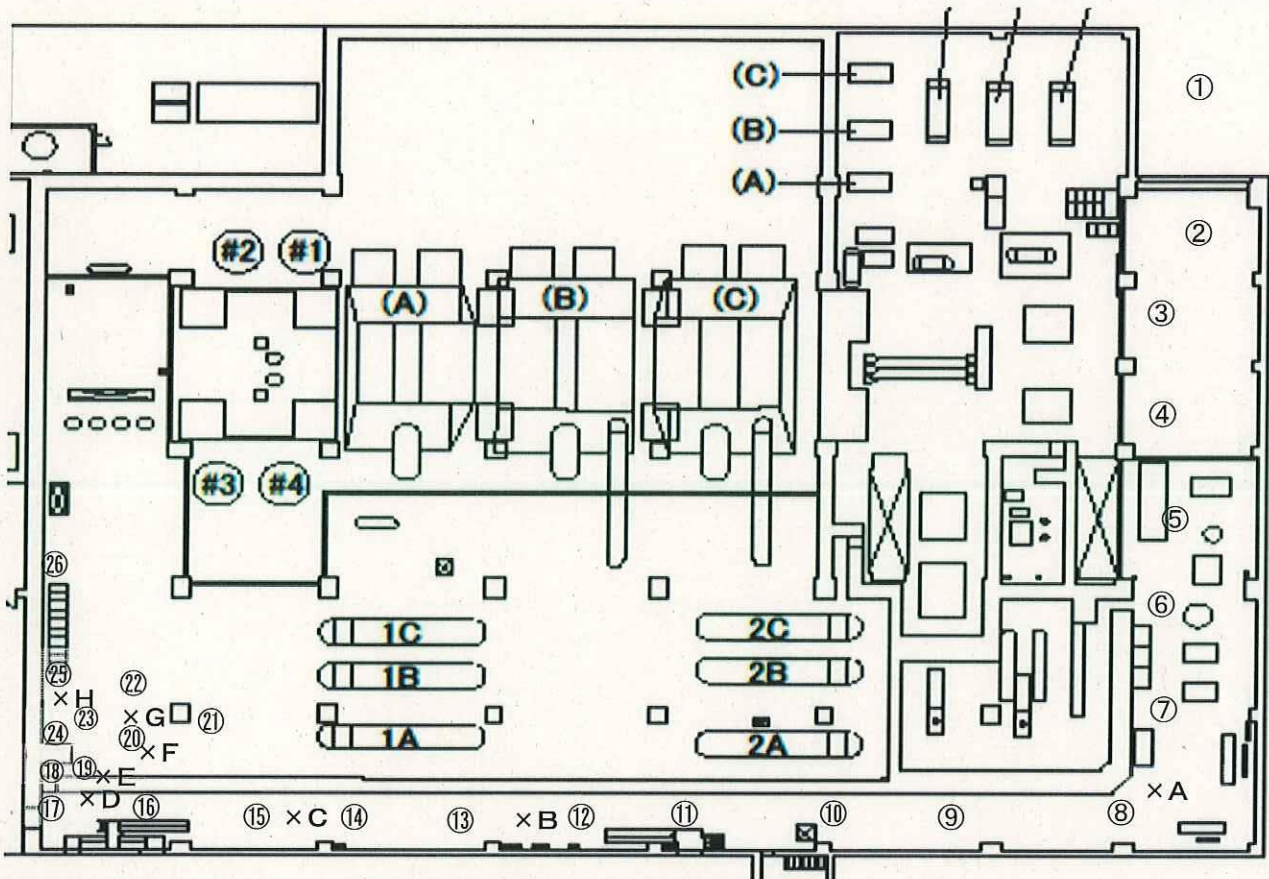 (C)
①
(B)
(A)
②
#2 #1
(A) (B) (C)
③
④
#3 #4
⑤
㉖
⑥
1C 2C
1B 2B
㉕ ㉒
×H ㉓ ×G ㉑ ⑦
㉔ ⑳ ×F 1A 2A
⑱ ⑲ ×E
⑰ ×D ⑯ ⑮ ×C ⑭ ⑬ ×B ⑫ ⑪ ⑩ ⑨ ⑧ ×A